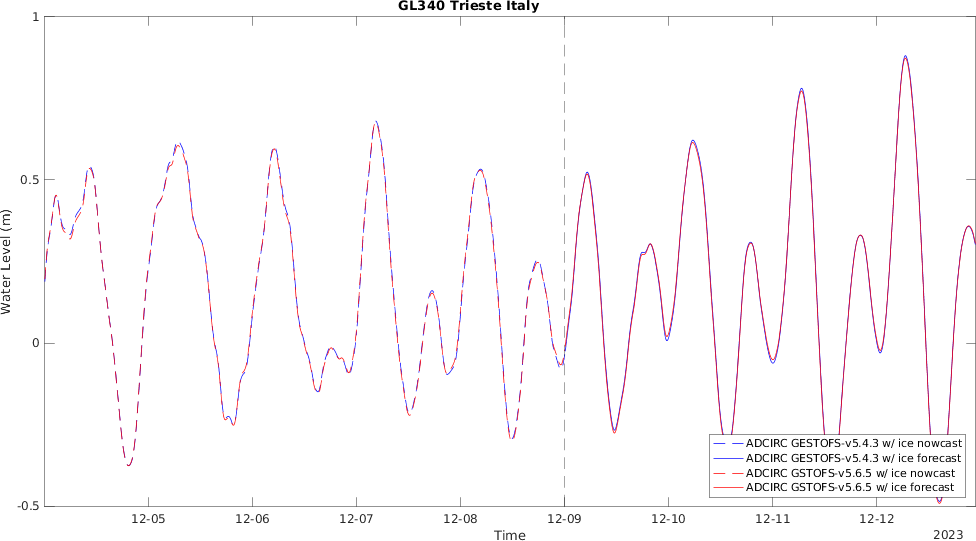 GL340 Trieste Italy
1
0.5
0
-0.5
Water Level (m)
ADCIRC GESTOFS-v5.4.3 w/ ice nowcast
ADCIRC GESTOFS-v5.4.3 w/ ice forecast
ADCIRC GSTOFS-v5.6.5 w/ ice nowcast
ADCIRC GSTOFS-v5.6.5 w/ ice forecast
12-05 12-06 12-07 12-08 12-09 12-10 12-11 12-12
Time
2023